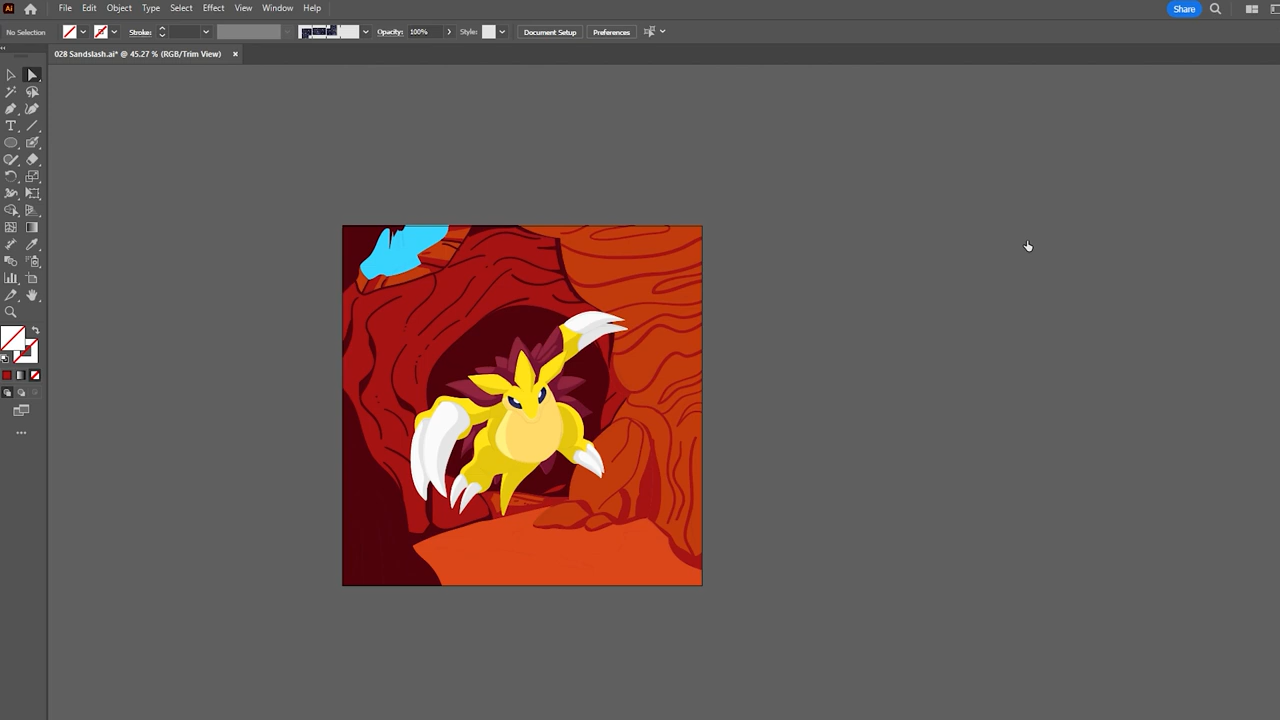 Ai File Edit Object Type Select Effect View Window Help Share
No Selection Stroke: Opacity: 100% Style: Document Setup Preferences
028 Sandslash.ai* @ 45.27 % (RGB/Trim View) ×